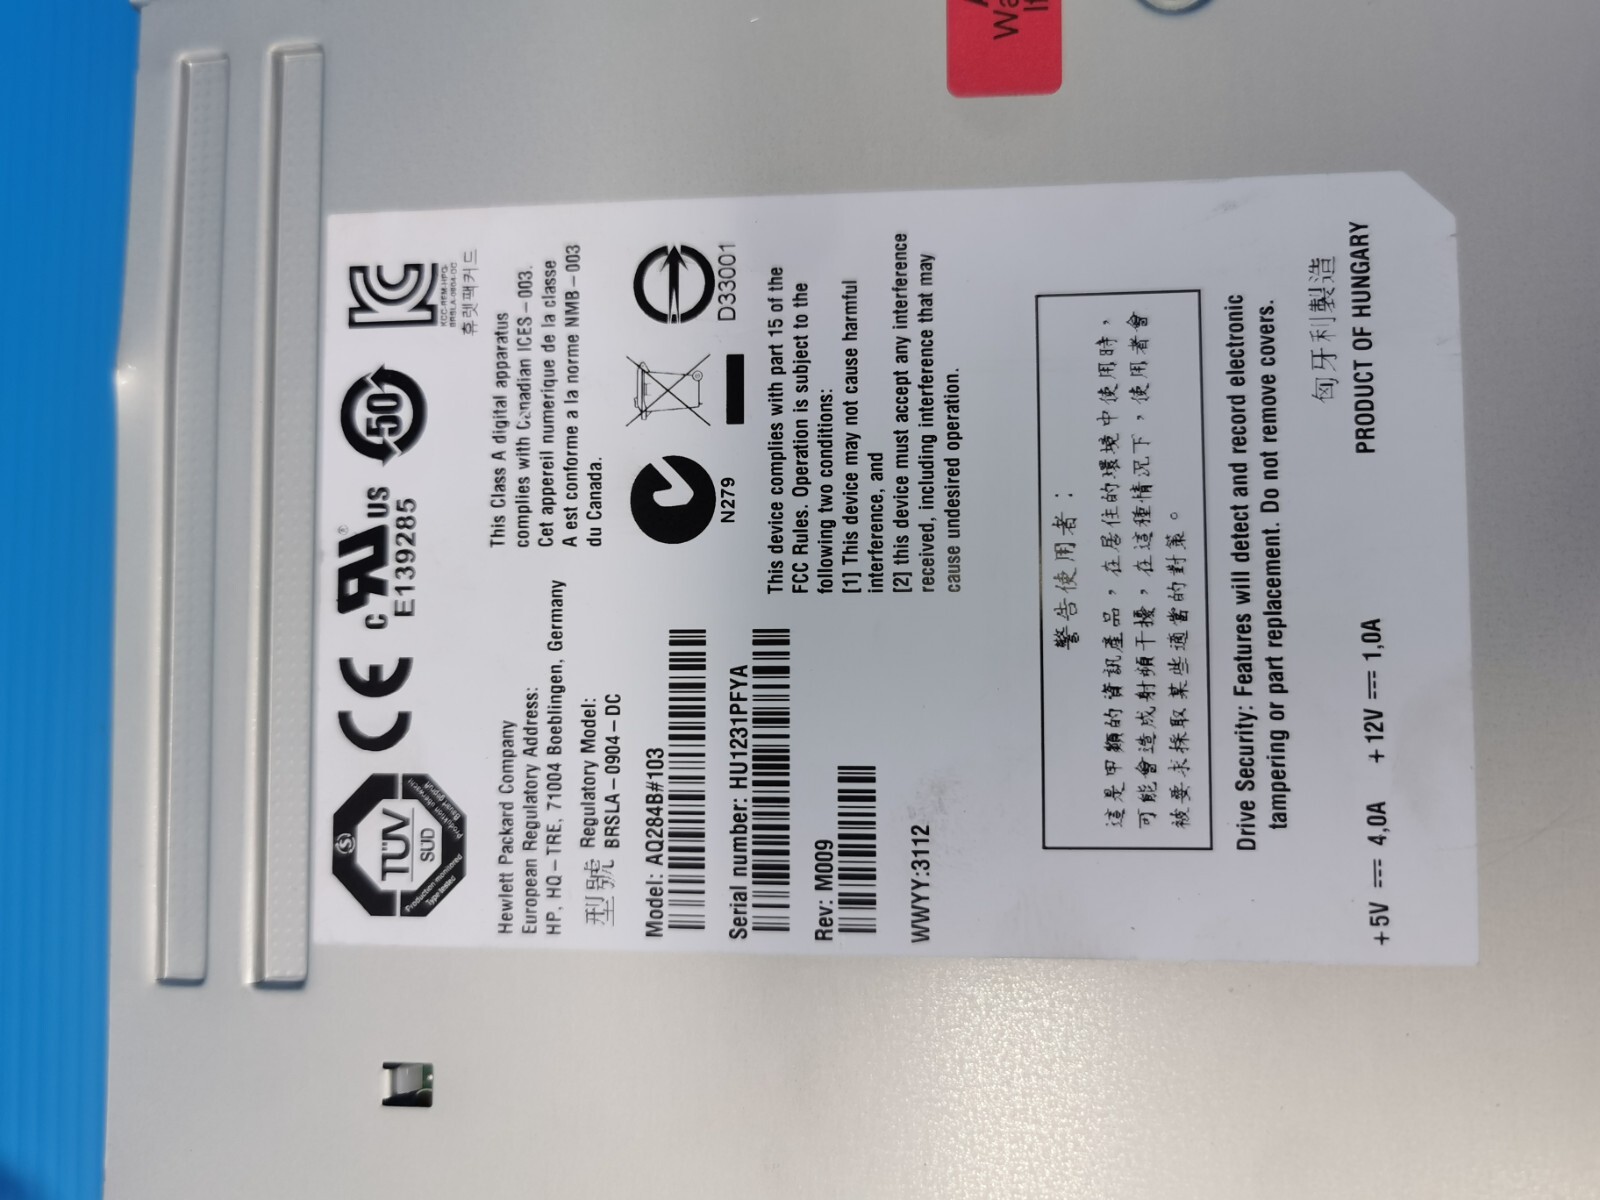 TÜV
SÜD
Production monitored
Type tested
CE
c UL us
E139285
50
KC
휴렛팩커드
Hewlett Packard Company
European Regulatory Address:
HP, HQ-TRE, 71004 Boeblingen, Germany
型號 Regulatory Model:
BRSLA-0904-DC
This Class A digital apparatus
complies with Canadian ICES-003.
Cet appereil numerique de la classe
A est conforme a la norme NMB-003
du Canada.
Model: AQ284B#103
Serial number: HU1231PFYA
Rev: M009
WWYY:3112
N279
D33001
This device complies with part 15 of the
FCC Rules. Operation is subject to the
following two conditions:
[1] This device may not cause harmful
interference, and
[2] this device must accept any interference
received, including interference that may
cause undesired operation.
警告使用者：
這是甲類的資訊產品，在居住的環境中使用時，
可能會造成射頻干擾，在這種情況下，使用者會
被要求採取某些適當的對策。
Drive Security: Features will detect and record electronic
tampering or part replacement. Do not remove covers.
+5V ⎓ 4,0A +12V ⎓ 1,0A
匈牙利製造
PRODUCT OF HUNGARY